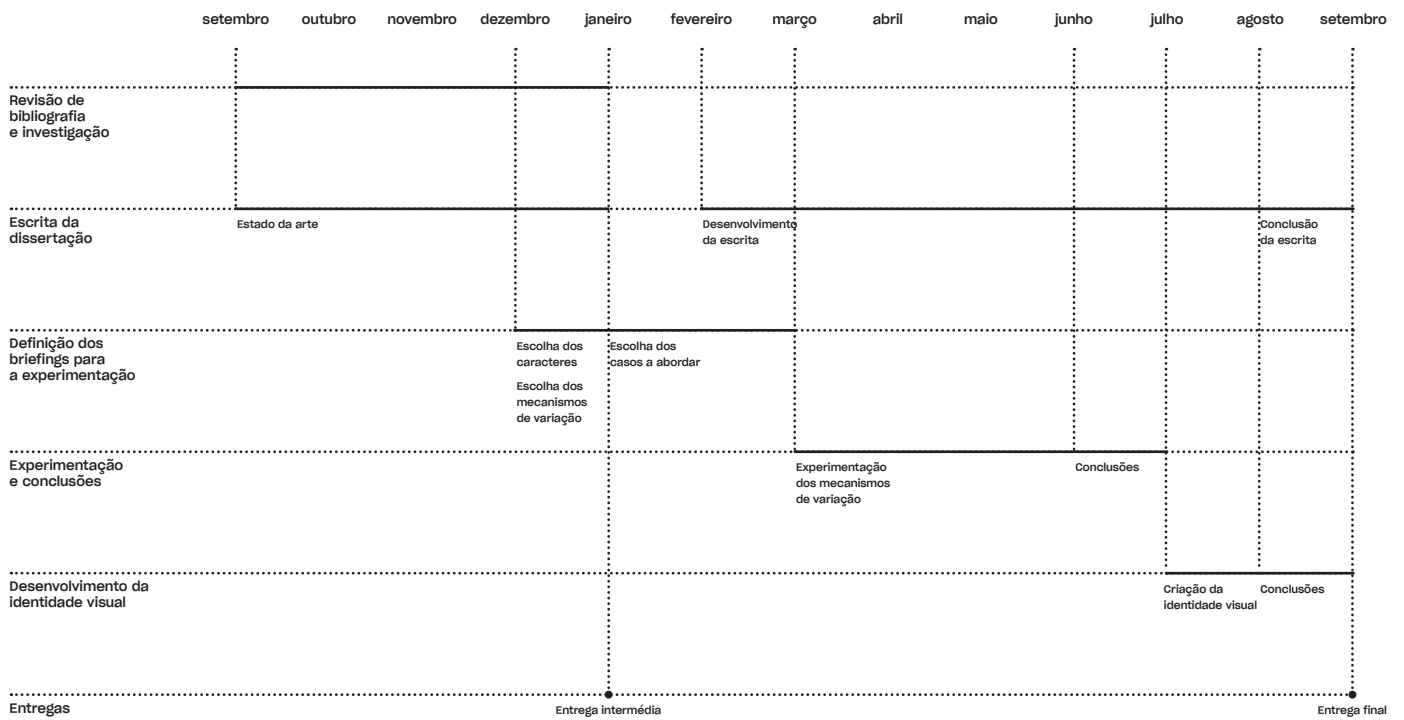 setembro outubro novembro dezembro janeiro fevereiro março abril maio junho julho agosto setembro
Revisão de
bibliografia
e investigação
Escrita da
dissertação
Estado da arte
Desenvolvimento
da escrita
Conclusão
da escrita
Definição dos
briefings para
a experimentação
Escolha dos
caracteres
Escolha dos
mecanismos
de variação
Escolha dos
casos a abordar
Experimentação
e conclusões
Experimentação
dos mecanismos
de variação
Conclusões
Desenvolvimento da
identidade visual
Criação da
identidade visual
Conclusões
Entregas
Entrega intermédia
Entrega final